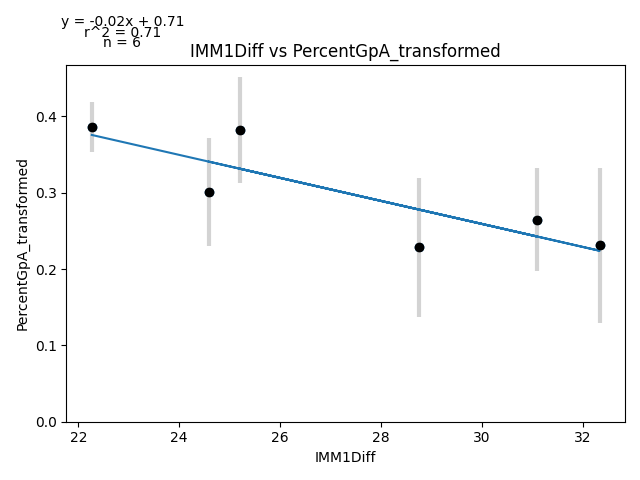 y = -0.02x + 0.71
r^2 = 0.71
n = 6
IMM1Diff vs PercentGpA_transformed
PercentGpA_transformed
0.4
0.3
0.2
0.1
0.0
22 24 26 28 30 32
IMM1Diff